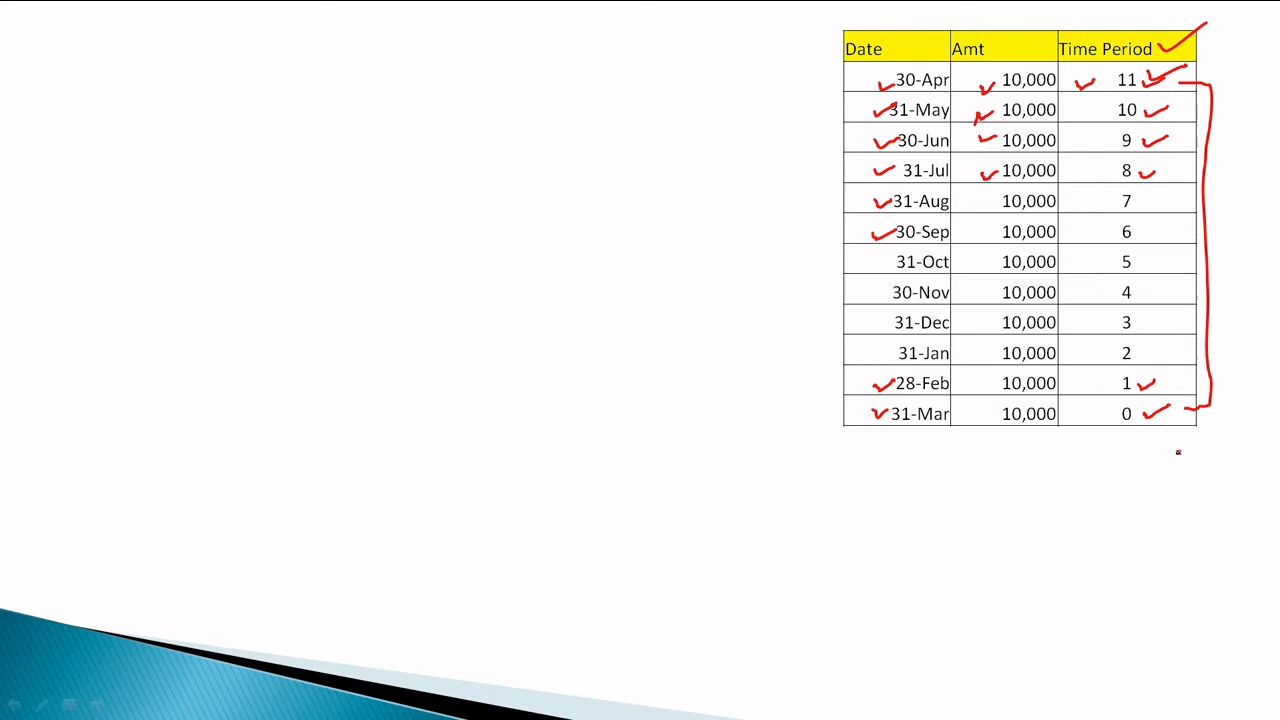 Date Amt Time Period
30-Apr 10,000 11
31-May 10,000 10
30-Jun 10,000 9
31-Jul 10,000 8
31-Aug 10,000 7
30-Sep 10,000 6
31-Oct 10,000 5
30-Nov 10,000 4
31-Dec 10,000 3
31-Jan 10,000 2
28-Feb 10,000 1
31-Mar 10,000 0